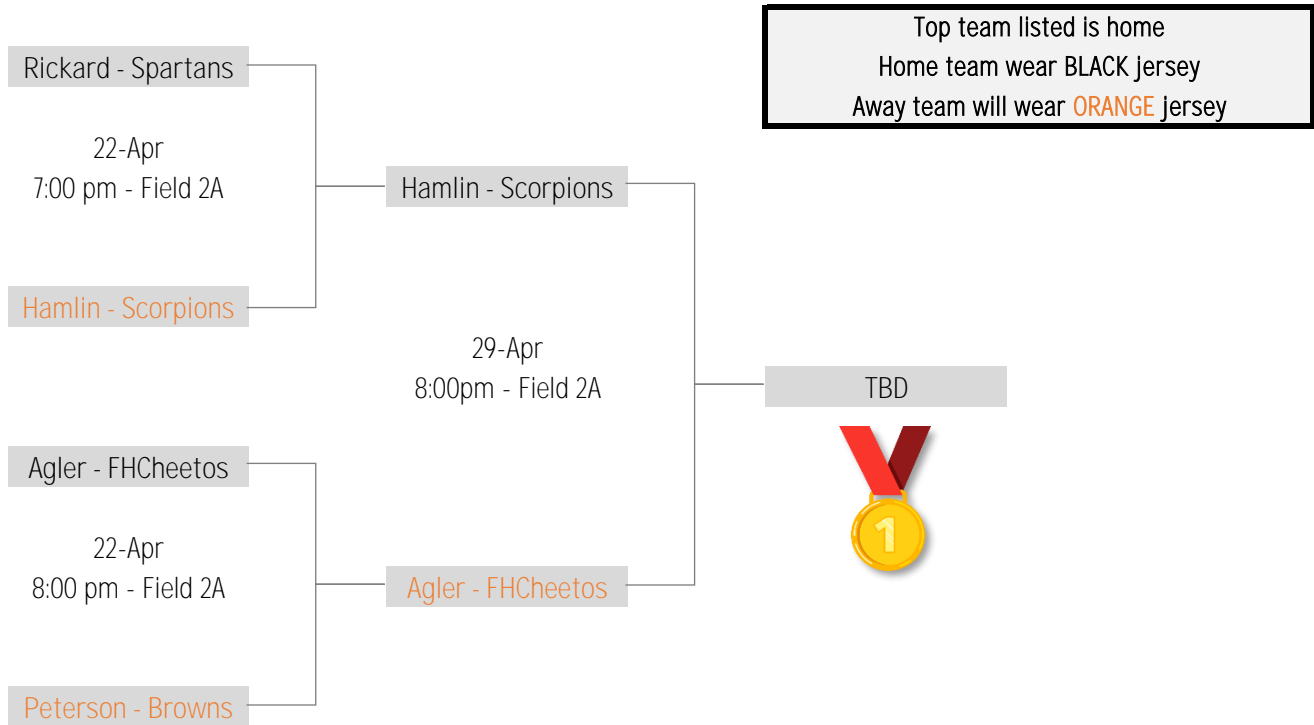 Top team listed is home
Home team wear BLACK jersey
Away team will wear ORANGE jersey
Rickard - Spartans
22-Apr
7:00 pm - Field 2A
Hamlin - Scorpions
Hamlin - Scorpions
29-Apr
8:00pm - Field 2A
TBD
1
Agler - FHCheetos
22-Apr
8:00 pm - Field 2A
Agler - FHCheetos
Peterson - Browns